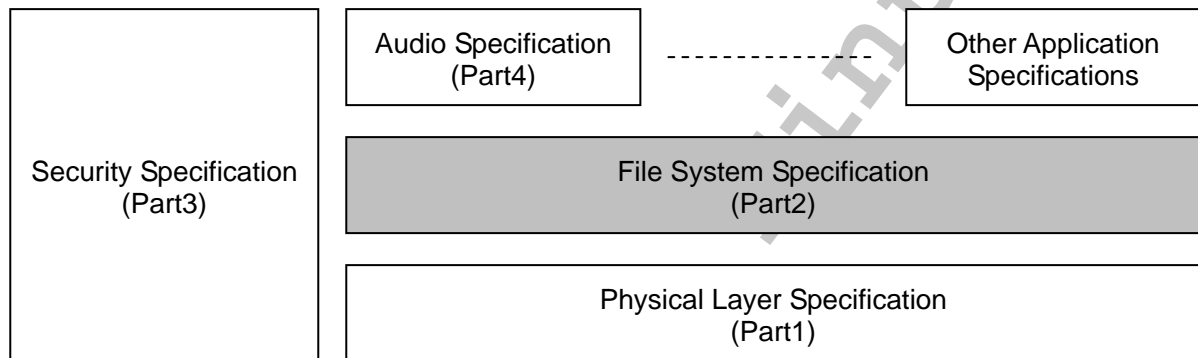 Audio Specification
(Part4)
Other Application
Specifications
Security Specification
(Part3)
File System Specification
(Part2)
Physical Layer Specification
(Part1)